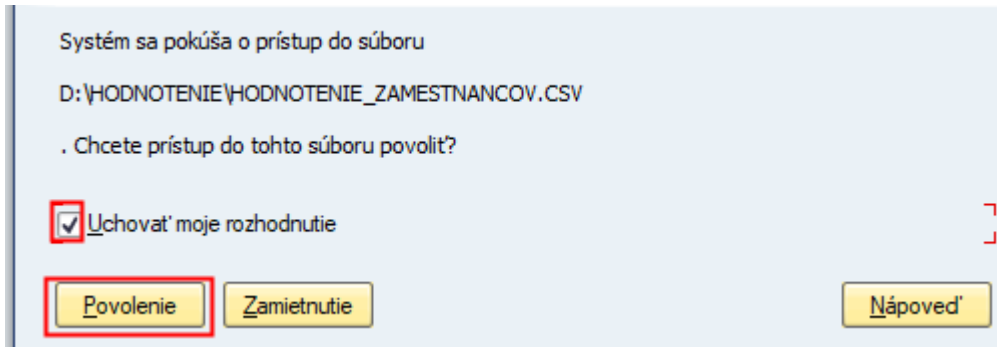 Systém sa pokúša o prístup do súboru
D:\HODNOTENIE\HODNOTENIE_ZAMESTNANCOV.CSV
. Chcete prístup do tohto súboru povoliť?
Uchovať moje rozhodnutie
Povolenie Zamietnutie Nápoveď